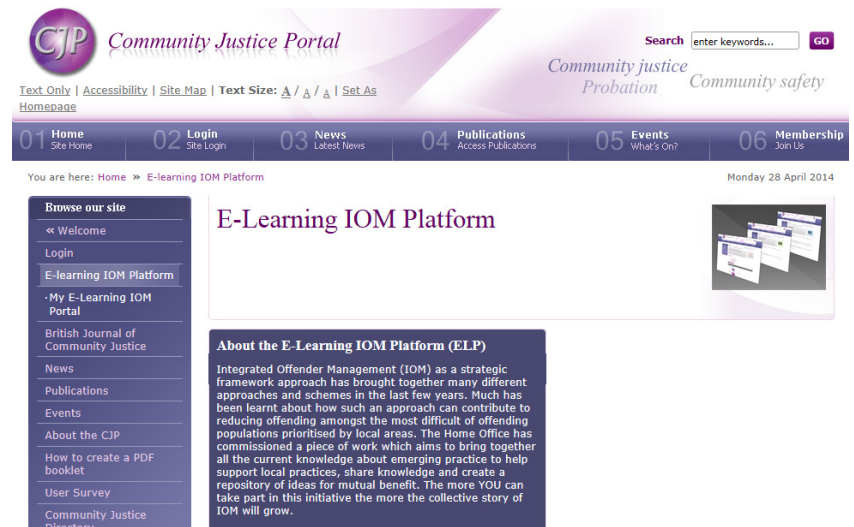 CJP Community Justice Portal
Search enter keywords... GO
Community justice
Probation Community safety
Text Only | Accessibility | Site Map | Text Size: A / A / A | Set As
Homepage
01 Home Site Home
02 Login Site Login
03 News Latest News
04 Publications Access Publications
05 Events What's On?
06 Membership Join Us
You are here: Home » E-learning IOM Platform
Monday 28 April 2014
Browse our site
« Welcome
Login
E-learning IOM Platform
·My E-Learning IOM
Portal
British Journal of
Community Justice
News
Publications
Events
About the CJP
How to create a PDF
booklet
User Survey
Community Justice
Directory
E-Learning IOM Platform
About the E-Learning IOM Platform (ELP)
Integrated Offender Management (IOM) as a strategic
framework approach has brought together many different
approaches and schemes in the last few years. Much has
been learnt about how such an approach can contribute to
reducing offending amongst the most difficult of offending
populations prioritised by local areas. The Home Office has
commissioned a piece of work which aims to bring together
all the current knowledge about emerging practice to help
support local practices, share knowledge and create a
repository of ideas for mutual benefit. The more YOU can
take part in this initiative the more the collective story of
IOM will grow.